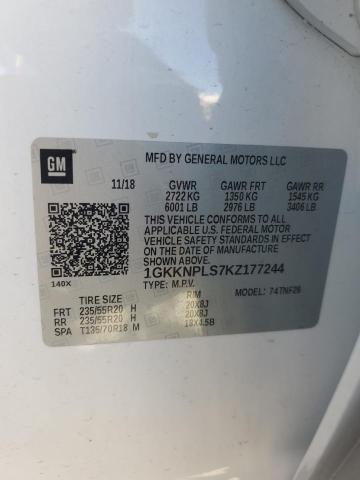 GM
MFD BY GENERAL MOTORS LLC
11/18 GVWR GAWR FRT GAWR RR
2722 KG 1350 KG 1545 KG
6001 LB 2976 LB 3406 LB
THIS VEHICLE CONFORMS TO ALL
APPLICABLE U.S. FEDERAL MOTOR
VEHICLE SAFETY STANDARDS IN EFFECT ON
THE DATE OF MANUFACTURE SHOWN ABOVE.
1GKKNPLS7KZ177244
140X TYPE: M.P.V. MODEL: 74TNF26
TIRE SIZE RIM
FRT 235/55R20 H 20X8J
RR 235/55R20 H 20X8J
SPA T135/70R18 M 18X4.5B